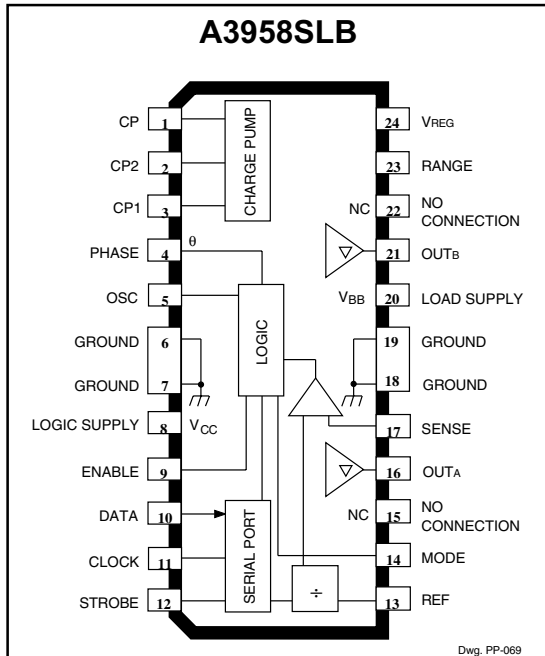 A3958SLB
CP 1
CP2 2
CP1 3
PHASE 4 θ
OSC 5
GROUND 6
GROUND 7
LOGIC SUPPLY 8 VCC
ENABLE 9
DATA 10
CLOCK 11
STROBE 12
CHARGE PUMP
LOGIC
SERIAL PORT
÷
24 VREG
23 RANGE
NC 22 NO
CONNECTION
21 OUTB
VBB 20 LOAD SUPPLY
19 GROUND
18 GROUND
17 SENSE
16 OUTA
NC 15 NO
CONNECTION
14 MODE
13 REF
Dwg. PP-069